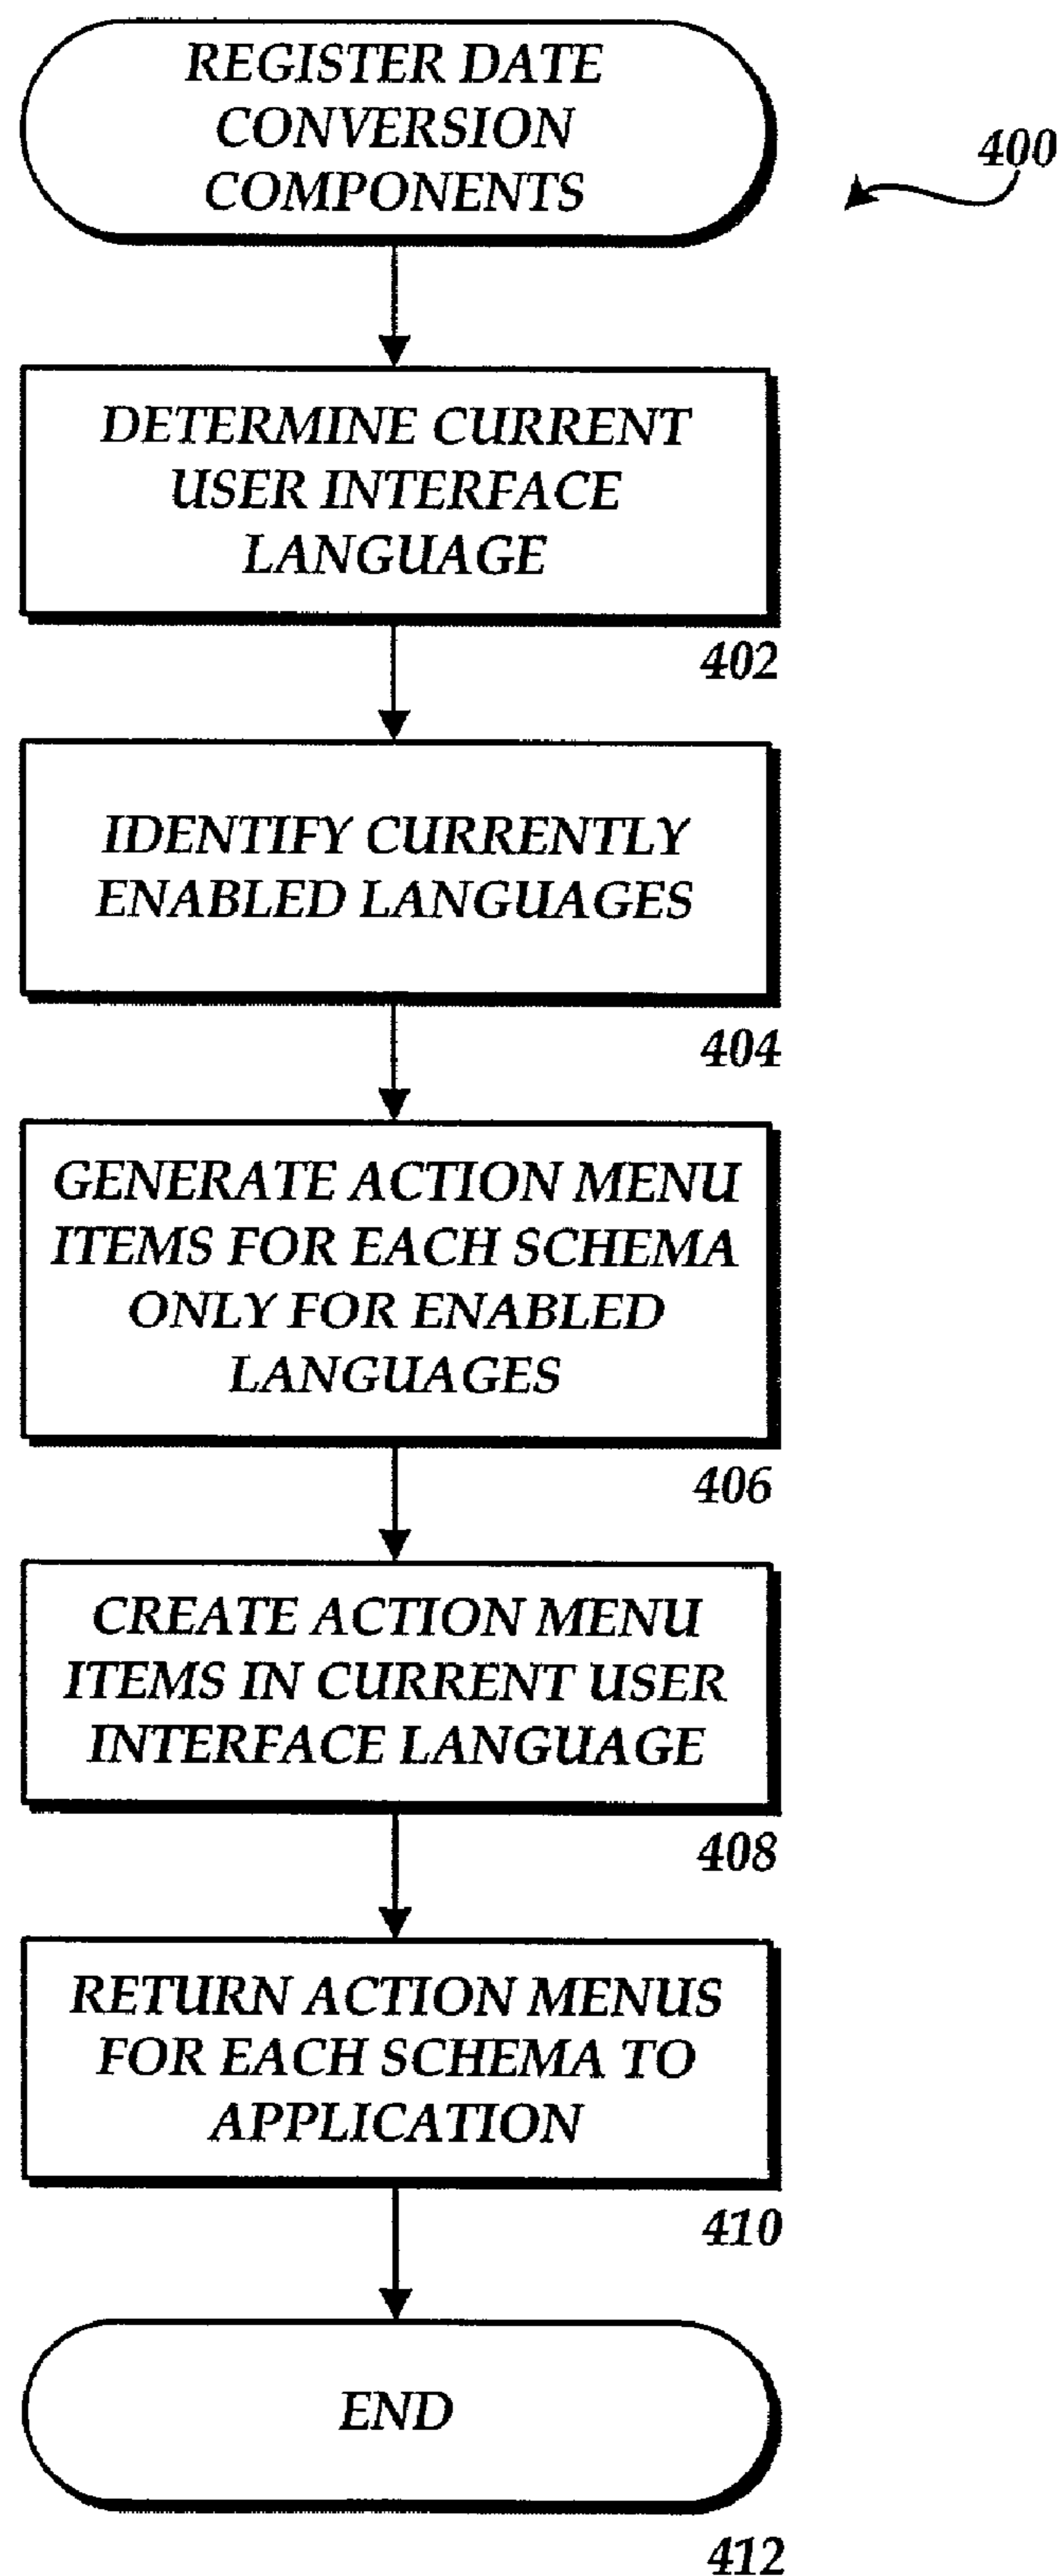 REGISTER DATE
CONVERSION
COMPONENTS
400
DETERMINE CURRENT
USER INTERFACE
LANGUAGE
402
IDENTIFY CURRENTLY
ENABLED LANGUAGES
404
GENERATE ACTION MENU
ITEMS FOR EACH SCHEMA
ONLY FOR ENABLED
LANGUAGES
406
CREATE ACTION MENU
ITEMS IN CURRENT USER
INTERFACE LANGUAGE
408
RETURN ACTION MENUS
FOR EACH SCHEMA TO
APPLICATION
410
END
412